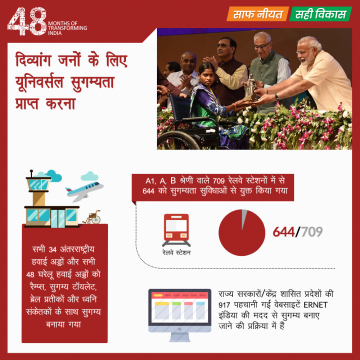 48 MONTHS OF
TRANSFORMING
INDIA
साफ नीयत
सही विकास
दिव्यांग जनों के लिए
यूनिवर्सल सुगम्यता
प्राप्त करना
A1, A, B श्रेणी वाले 709 रेलवे स्टेशनों में से
644 को सुगम्यता सुविधाओं से युक्त किया गया
रेलवे स्टेशन
644/709
सभी 34 अंतरराष्ट्रीय
हवाई अड्डों और सभी
48 घरेलू हवाई अड्डों को
रैम्प्स, सुगम्य टॉयलेट,
ब्रेल प्रतीकों और ध्वनि
संकेतकों के साथ सुगम्य
बनाया गया
राज्य सरकारों/केंद्र शासित प्रदेशों की
917 पहचानी गई वेबसाइटें ERNET
इंडिया की मदद से सुगम्य बनाए
जाने की प्रक्रिया में हैं